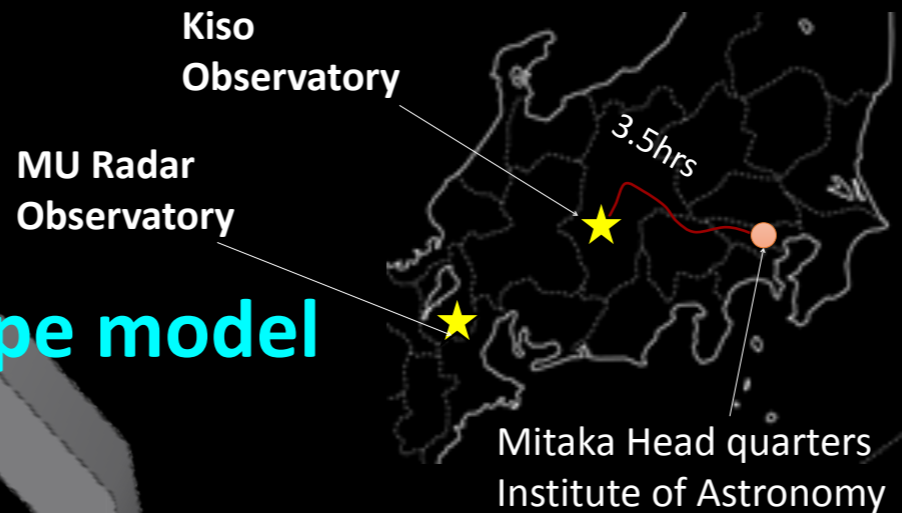 Kiso
Observatory
3.5hrs
MU Radar
Observatory
pe model
Mitaka Head quarters
Institute of Astronomy